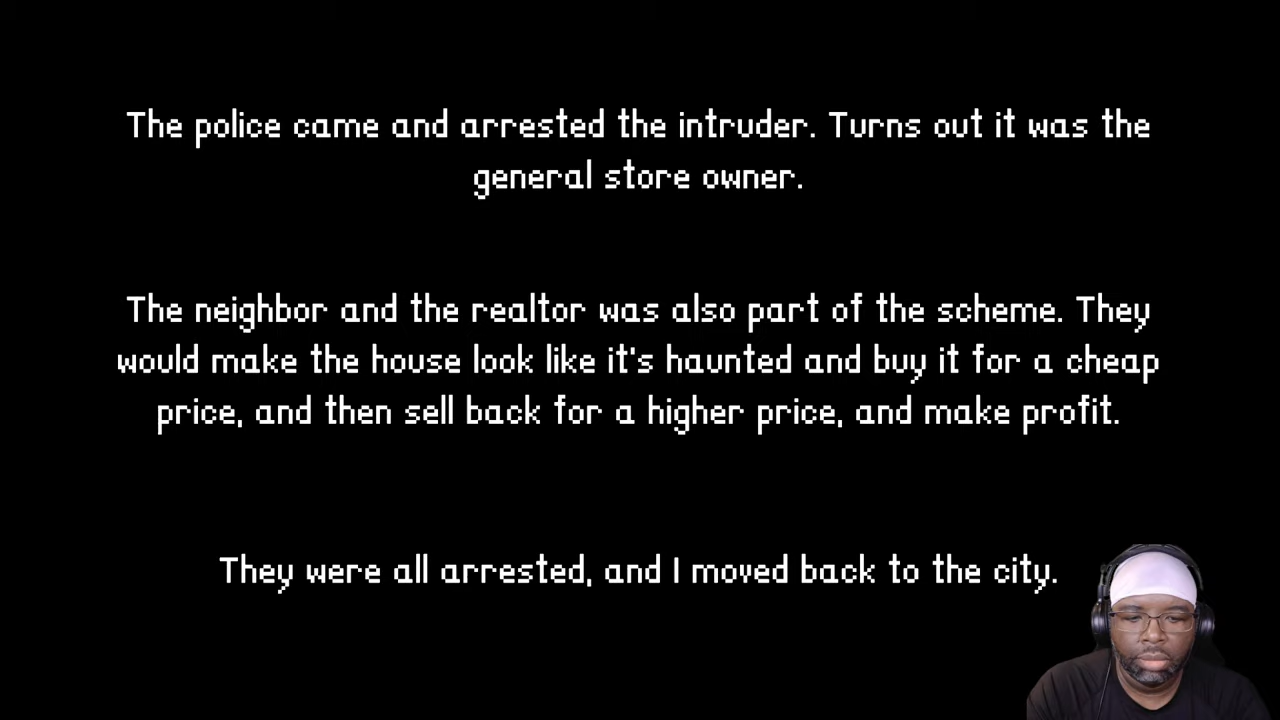 The police came and arrested the intruder. Turns out it was the
general store owner.
The neighbor and the realtor was also part of the scheme. They
would make the house look like it's haunted and buy it for a cheap
price, and then sell back for a higher price, and make profit.
They were all arrested, and I moved back to the city.